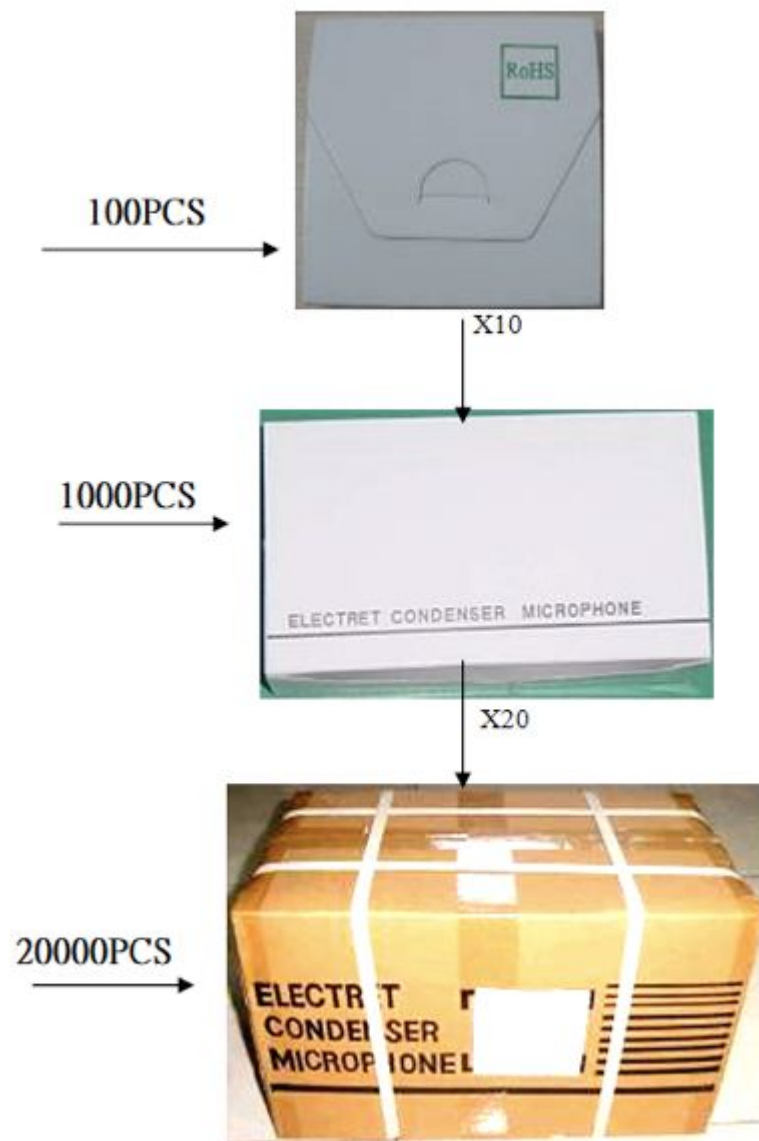 RoHS
100PCS
X10
1000PCS
ELECTRET CONDENSER MICROPHONE
X20
20000PCS
ELECTRET
CONDENSER
MICROPHONE